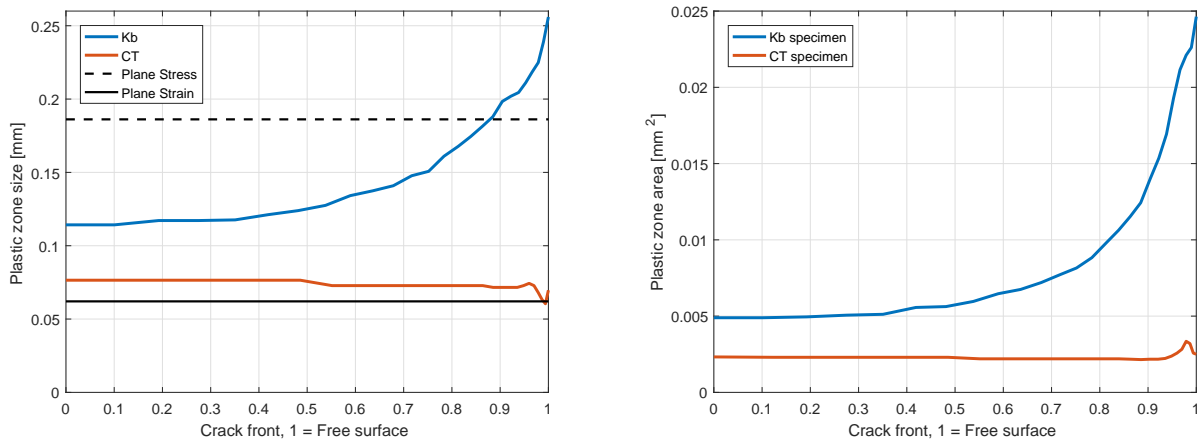 0.25
0.2
0.15
0.1
0.05
0
Plastic zone size [mm]
Kb
CT
Plane Stress
Plane Strain
0 0.1 0.2 0.3 0.4 0.5 0.6 0.7 0.8 0.9 1
Crack front, 1 = Free surface
0.025
0.02
0.015
0.01
0.005
0
Plastic zone area [mm 2]
Kb specimen
CT specimen
0 0.1 0.2 0.3 0.4 0.5 0.6 0.7 0.8 0.9 1
Crack front, 1 = Free surface